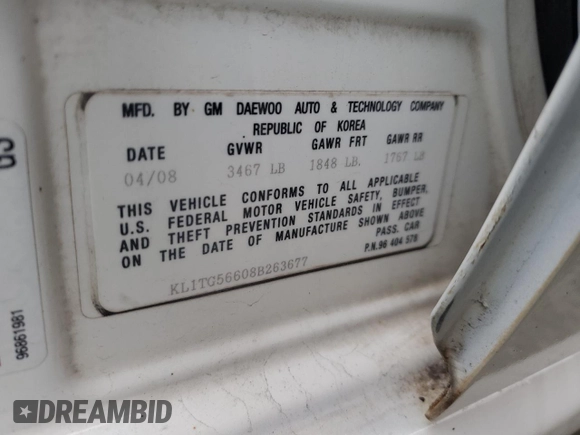 MFD. BY GM DAEWOO AUTO & TECHNOLOGY COMPANY
REPUBLIC OF KOREA
DATE GVWR GAWR FRT GAWR RR
04/08 3467 LB 1848 LB. 1767 LB
THIS VEHICLE CONFORMS TO ALL APPLICABLE
U.S. FEDERAL MOTOR VEHICLE SAFETY, BUMPER,
AND THEFT PREVENTION STANDARDS IN EFFECT
ON THE DATE OF MANUFACTURE SHOWN ABOVE
PASS. CAR
P.N.96 404 578
KL1TG56608B263677
96861981
DREAMBID